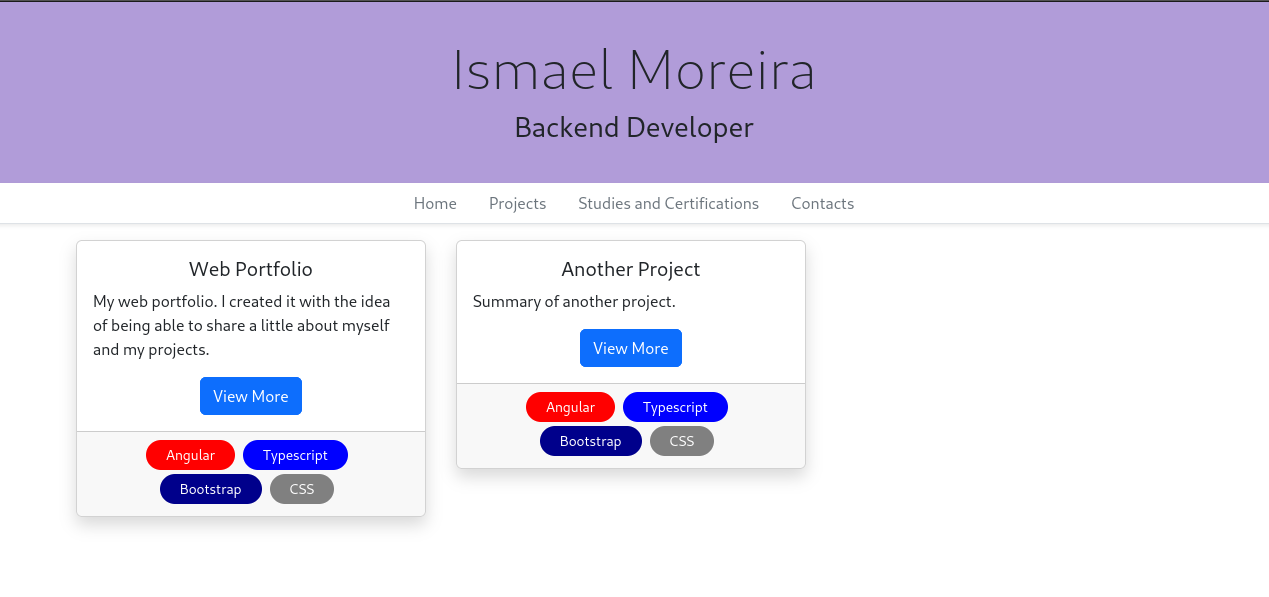 Ismael Moreira
Backend Developer
Home Projects Studies and Certifications Contacts
Web Portfolio
My web portfolio. I created it with the idea
of being able to share a little about myself
and my projects.
View More
Angular Typescript
Bootstrap CSS
Another Project
Summary of another project.
View More
Angular Typescript
Bootstrap CSS